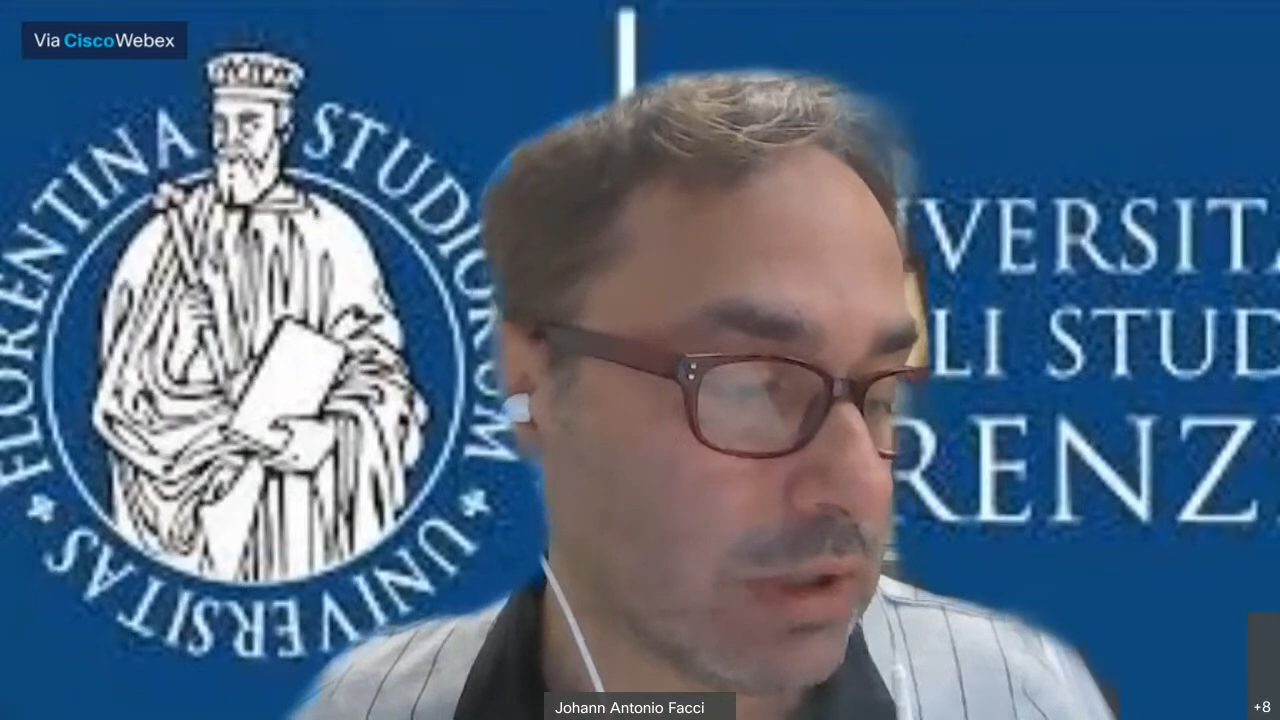 Via CiscoWebex
FLORENTINA STUDIORUM UNIVERSITAS
VERSITA
LI STUD
RENZ
Johann Antonio Facci
+8